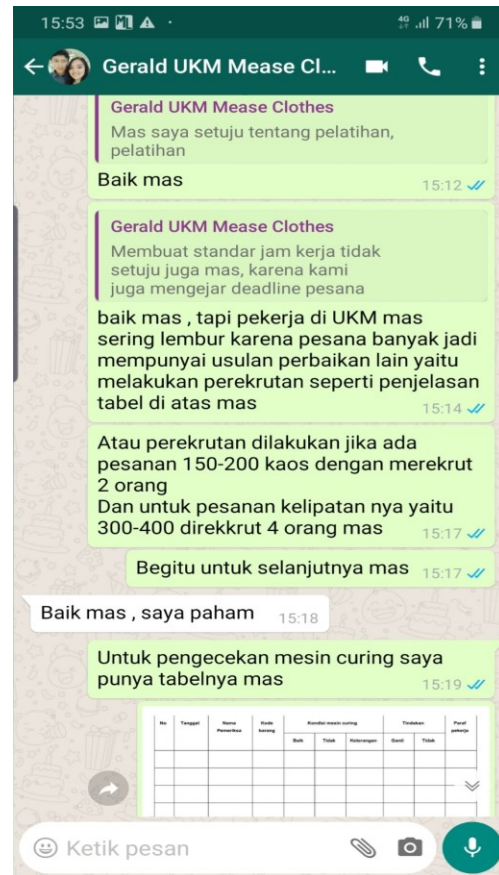 15:53
4G 71%
Gerald UKM Mease Cl...
Gerald UKM Mease Clothes
Mas saya setuju tentang pelatihan,
pelatihan
Baik mas
15:12
Gerald UKM Mease Clothes
Membuat standar jam kerja tidak
setuju juga mas, karena kami
juga mengejar deadline pesana
baik mas , tapi pekerja di UKM mas
sering lembur karena pesana banyak jadi
mempunyai usulan perbaikan lain yaitu
melakukan perekrutan seperti penjelasan
tabel di atas mas
15:14
Atau perekrutan dilakukan jika ada
pesanan 150-200 kaos dengan merekrut
2 orang
Dan untuk pesanan kelipatan nya yaitu
300-400 direkkrut 4 orang mas
15:17
Begitu untuk selanjutnya mas 15:17
Baik mas , saya paham 15:18
Untuk pengecekan mesin curing saya
punya tabelnya mas
15:19
No Tanggal Nama Pemeriksa Kode barang Kondisi mesin curing Tindakan Paraf pekerja
Baik Tidak Keterangan Ganti Tidak
Ketik pesan